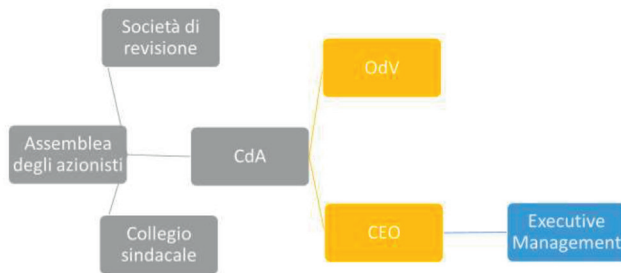 Società di
revisione
OdV
Assemblea
degli azionisti
CdA
Collegio
sindacale
CEO
Executive
Management